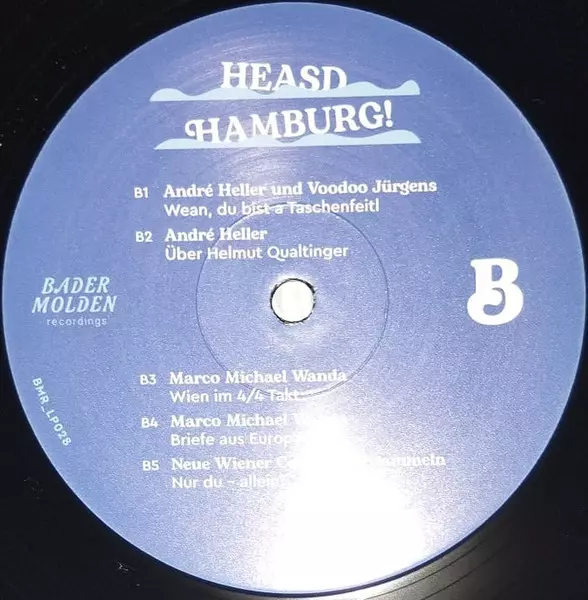 HEASD
HAMBURG!
B1 André Heller und Voodoo Jürgens
Wean, du bist a Taschenfeitl
B2 André Heller
Über Helmut Qualtinger
BADER
MOLDEN
recordings
B
BMR_LP028
B3 Marco Michael Wanda
Wien im 4/4 Takt
B4 Marco Michael
Briefe aus
B5 Neue Wiener
Nur du – allein